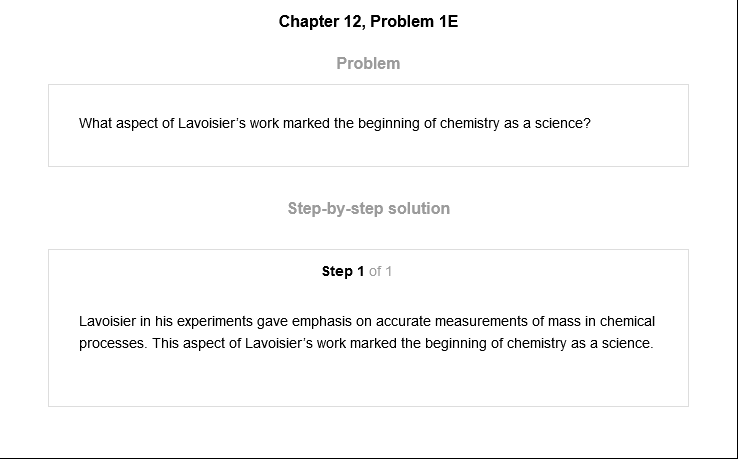 Chapter 12, Problem 1E
Problem
What aspect of Lavoisier’s work marked the beginning of chemistry as a science?
Step-by-step solution
Step 1 of 1
Lavoisier in his experiments gave emphasis on accurate measurements of mass in chemical
processes. This aspect of Lavoisier’s work marked the beginning of chemistry as a science.